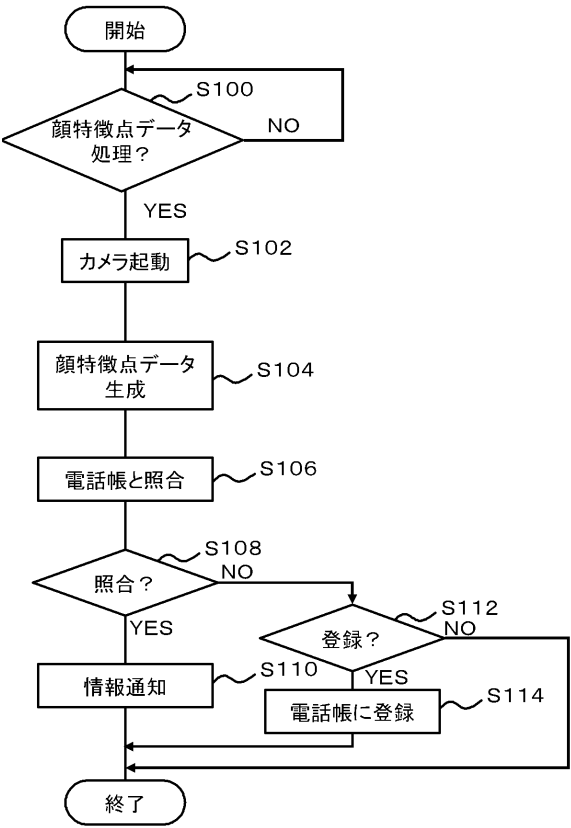 開始
S100
顔特徴点データ
処理？
NO
YES
S102
カメラ起動
顔特徴点データ
生成
S104
電話帳と照合
S106
S108
照合？
NO
YES
S112
登録？
NO
YES
S110
情報通知
S114
電話帳に登録
終了